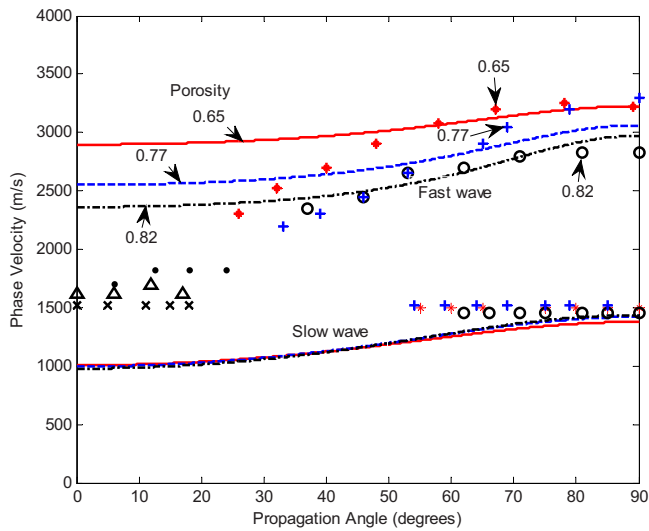 4000
3500
3000
2500
2000
1500
1000
500
0
Phase Velocity (m/s)
0.65
Porosity
0.65
0.77
0.77
Fast wave
0.82
0.82
Slow wave
0 10 20 30 40 50 60 70 80 90
Propagation Angle (degrees)